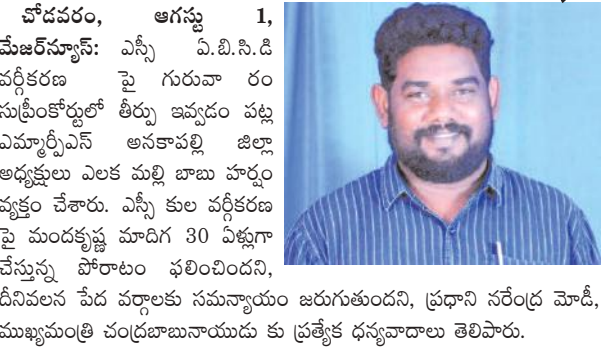 చోడవరం, ఆగస్టు 1,
మేజర్‌న్యూస్: ఎస్సీ ఏ.బి.సి.డి
వర్గీకరణ పై గురువా రం
సుప్రీంకోర్టులో తీర్పు ఇవ్వడం పట్ల
ఎమ్మార్పీఎస్ అనకాపల్లి జిల్లా
అధ్యక్షులు ఎలక మల్లి బాబు హర్షం
వ్యక్తం చేశారు. ఎస్సీ కుల వర్గీకరణ
పై మందకృష్ణ మాదిగ 30 ఏళ్లుగా
చేస్తున్న పోరాటం ఫలించిందని,
దీనివలన పేద వర్గాలకు సమన్యాయం జరుగుతుందని, ప్రధాని నరేంద్ర మోడీ,
ముఖ్యమంత్రి చంద్రబాబునాయుడు కు ప్రత్యేక ధన్యవాదాలు తెలిపారు.